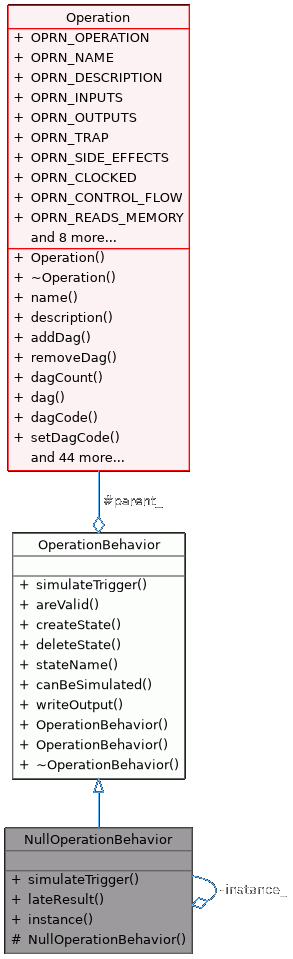 Operation
+ OPRN_OPERATION
+ OPRN_NAME
+ OPRN_DESCRIPTION
+ OPRN_INPUTS
+ OPRN_OUTPUTS
+ OPRN_TRAP
+ OPRN_SIDE_EFFECTS
+ OPRN_CLOCKED
+ OPRN_CONTROL_FLOW
+ OPRN_READS_MEMORY
and 8 more...
+ Operation()
+ ~Operation()
+ name()
+ description()
+ addDag()
+ removeDag()
+ dagCount()
+ dag()
+ dagCode()
+ setDagCode()
and 44 more...
#parent_
OperationBehavior
+ simulateTrigger()
+ areValid()
+ createState()
+ deleteState()
+ stateName()
+ canBeSimulated()
+ writeOutput()
+ OperationBehavior()
+ OperationBehavior()
+ ~OperationBehavior()
NullOperationBehavior
+ simulateTrigger()
+ lateResult()
+ instance()
# NullOperationBehavior()
-instance_